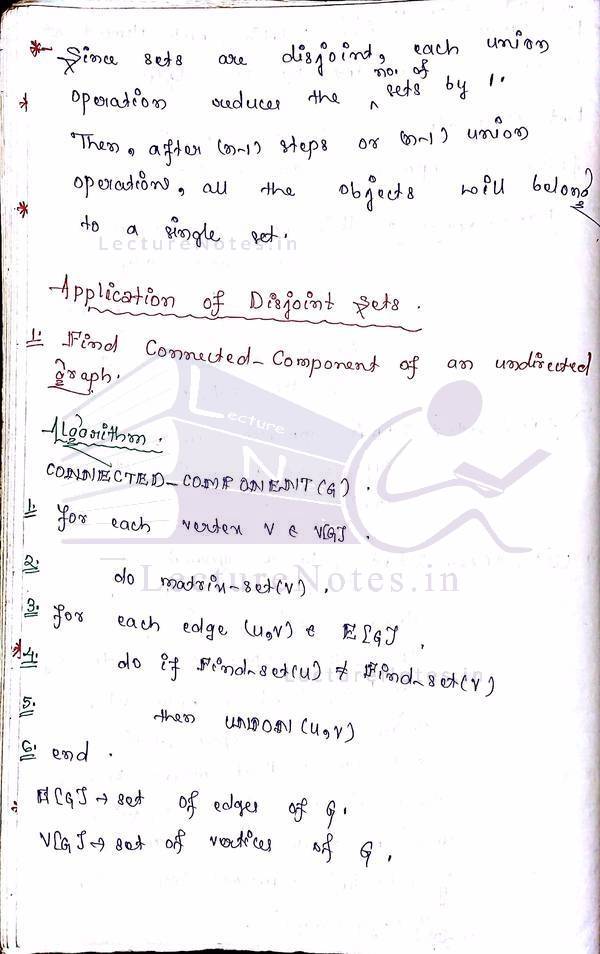 * Since sets are disjoint, each union
* operation reduces the no. of sets by 1.
Then, after (n-1) steps or (n-1) union
operations, all the objects will belong
* to a single set.
LectureNotes.in
Application of Disjoint Sets.
1. Find Connected-Component of an undirected
graph.
Lecture
N
Algorithm.
CONNECTED-COMPONENT(G).
1. for each vertex V ∈ V[G].
2. do matrix-set(V).
LectureNotes.in
3. for each edge (u,v) ∈ E[G],
* 4. do if Find-set(u) ≠ Find-set(v)
LectureNotes.in
5. then UNION(u,v)
6. end.
E[G] → set of edges of G.
V[G] → set of vertices of G.